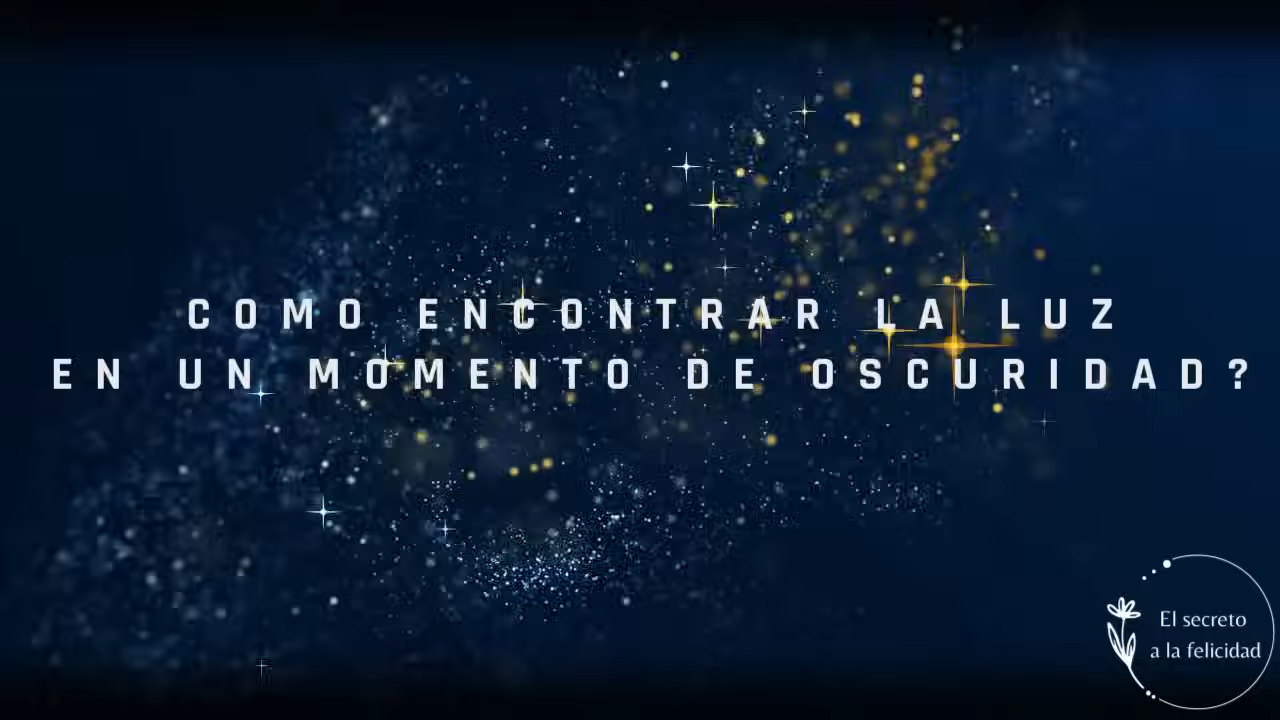 COMO ENCONTRAR LA LUZ
EN UN MOMENTO DE OSCURIDAD?
El secreto
a la felicidad